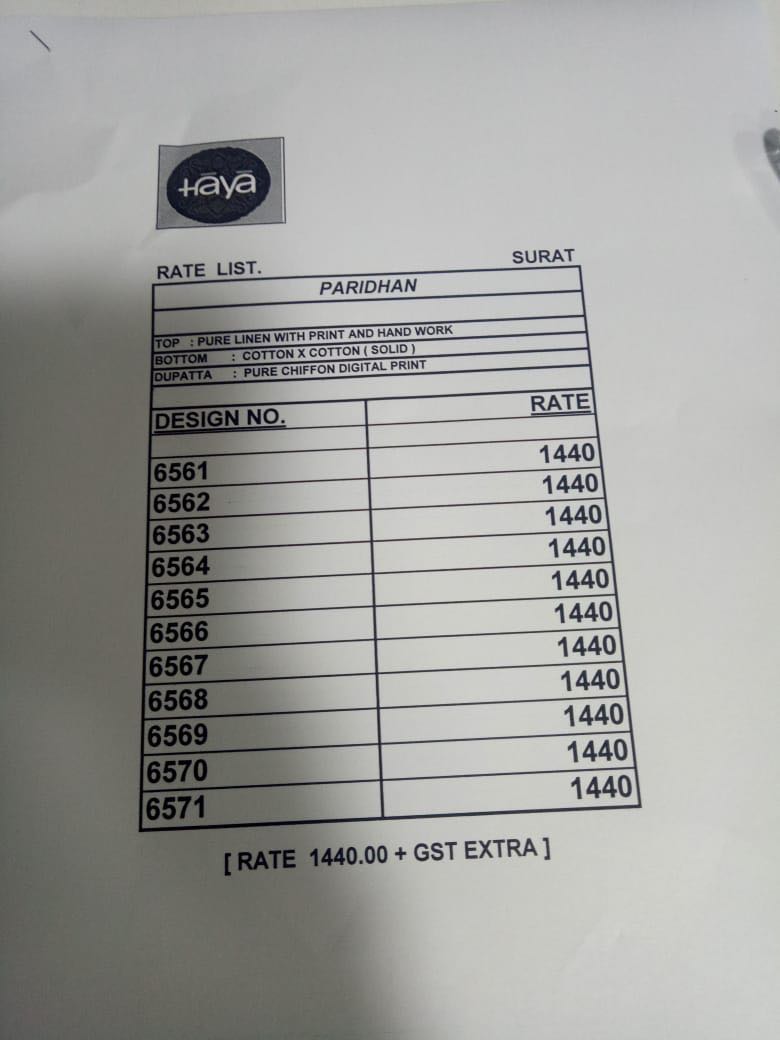 Hāyā
RATE LIST. SURAT
PARIDHAN
TOP : PURE LINEN WITH PRINT AND HAND WORK
BOTTOM : COTTON X COTTON ( SOLID )
DUPATTA : PURE CHIFFON DIGITAL PRINT
DESIGN NO. RATE
6561 1440
6562 1440
6563 1440
6564 1440
6565 1440
6566 1440
6567 1440
6568 1440
6569 1440
6570 1440
6571 1440
[ RATE 1440.00 + GST EXTRA ]